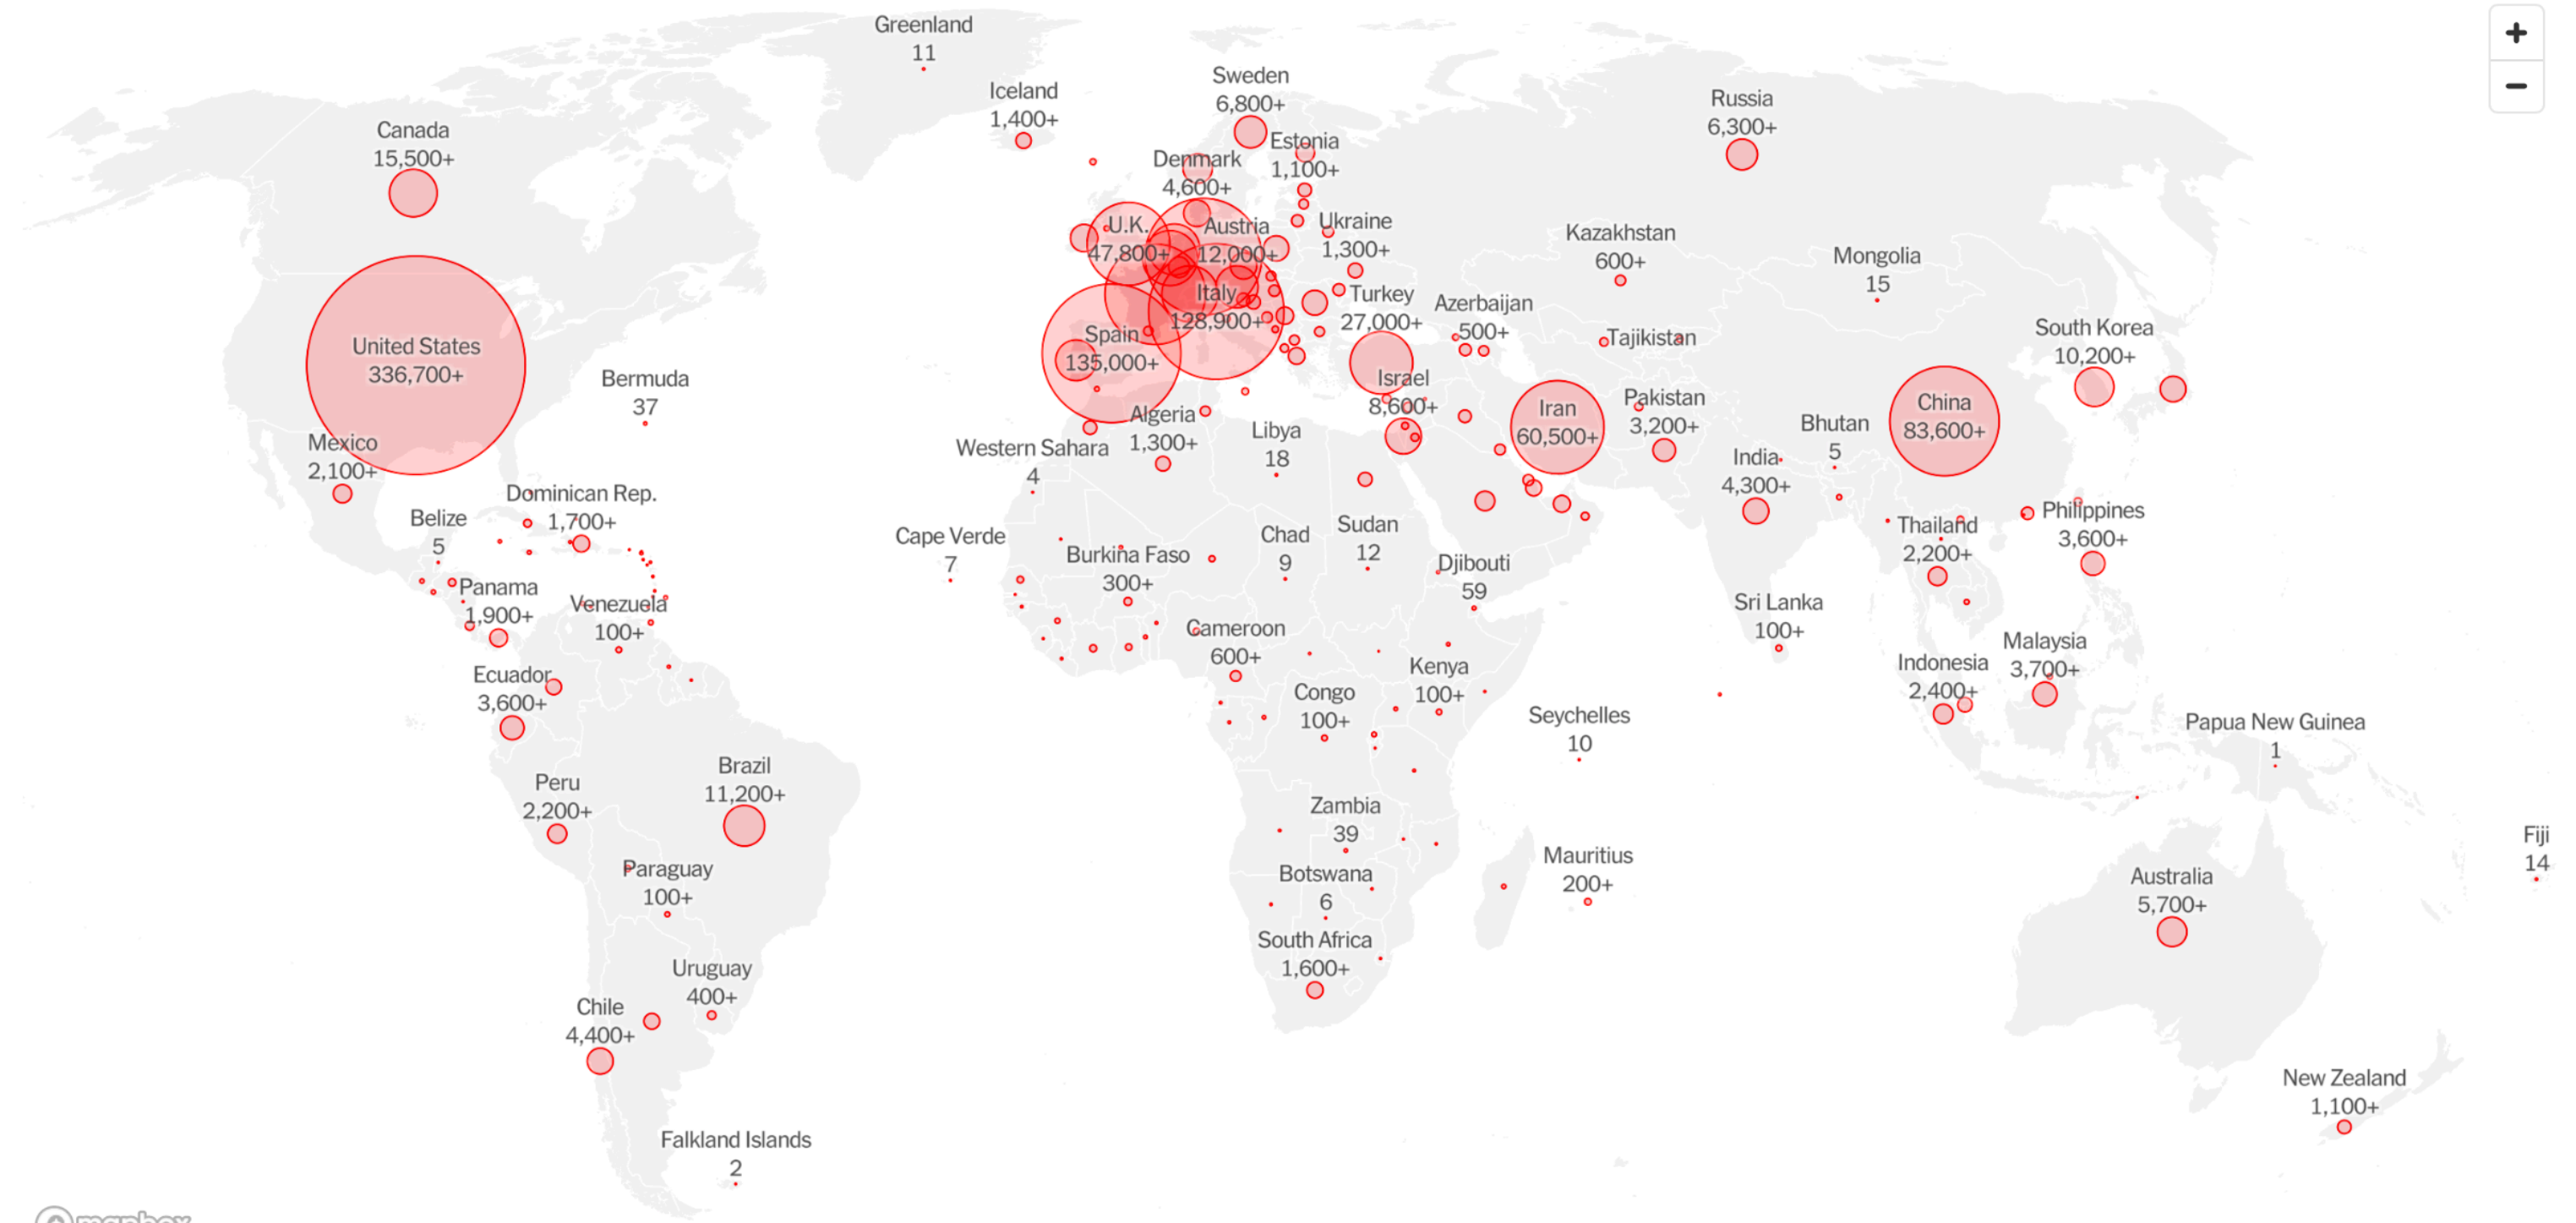 Greenland
11
Iceland
1,400+
Sweden
6,800+
Russia
6,300+
Canada
15,500+
Denmark
4,600+
Estonia
1,100+
U.K.
47,800+
Austria
12,000+
Ukraine
1,300+
Kazakhstan
600+
Mongolia
15
Italy
128,900+
Turkey
27,000+
Azerbaijan
500+
Tajikistan
South Korea
10,200+
Spain
135,000+
United States
336,700+
Bermuda
37
Israel
8,600+
Iran
60,500+
Pakistan
3,200+
China
83,600+
Mexico
2,100+
Algeria
1,300+
Western Sahara
4
Libya
18
Bhutan
5
India
4,300+
Dominican Rep.
1,700+
Belize
5
Cape Verde
7
Burkina Faso
300+
Chad
9
Sudan
12
Djibouti
59
Thailand
2,200+
Philippines
3,600+
Panama
1,900+
Venezuela
100+
Sri Lanka
100+
Cameroon
600+
Kenya
100+
Malaysia
3,700+
Indonesia
2,400+
Ecuador
3,600+
Congo
100+
Seychelles
10
Papua New Guinea
1
Peru
2,200+
Brazil
11,200+
Zambia
39
Fiji
14
Paraguay
100+
Botswana
6
Mauritius
200+
Australia
5,700+
South Africa
1,600+
Uruguay
400+
Chile
4,400+
New Zealand
1,100+
Falkland Islands
2
+
−
mapbox